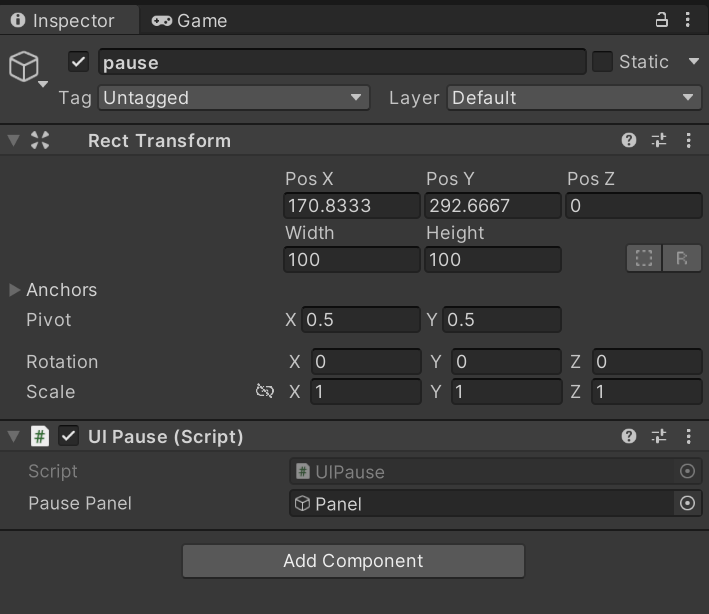 Inspector Game
pause Static
Tag Untagged Layer Default
Rect Transform
Pos X Pos Y Pos Z
170.8333 292.6667 0
Width Height
100 100
R
Anchors
Pivot X 0.5 Y 0.5
Rotation X 0 Y 0 Z 0
Scale X 1 Y 1 Z 1
# UI Pause (Script)
Script # UIPause
Pause Panel Panel
Add Component